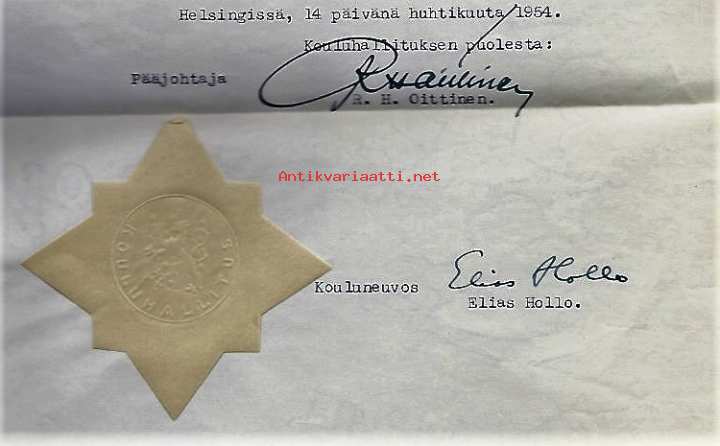 Helsingissä, 14 päivänä huhtikuuta 1954.
Kouluhallituksen puolesta:
Pääjohtaja
R. H. Oittinen.
Antikvariaatti.net
KOULUHALLITUS
Kouluneuvos
Elias Hollo
Elias Hollo.